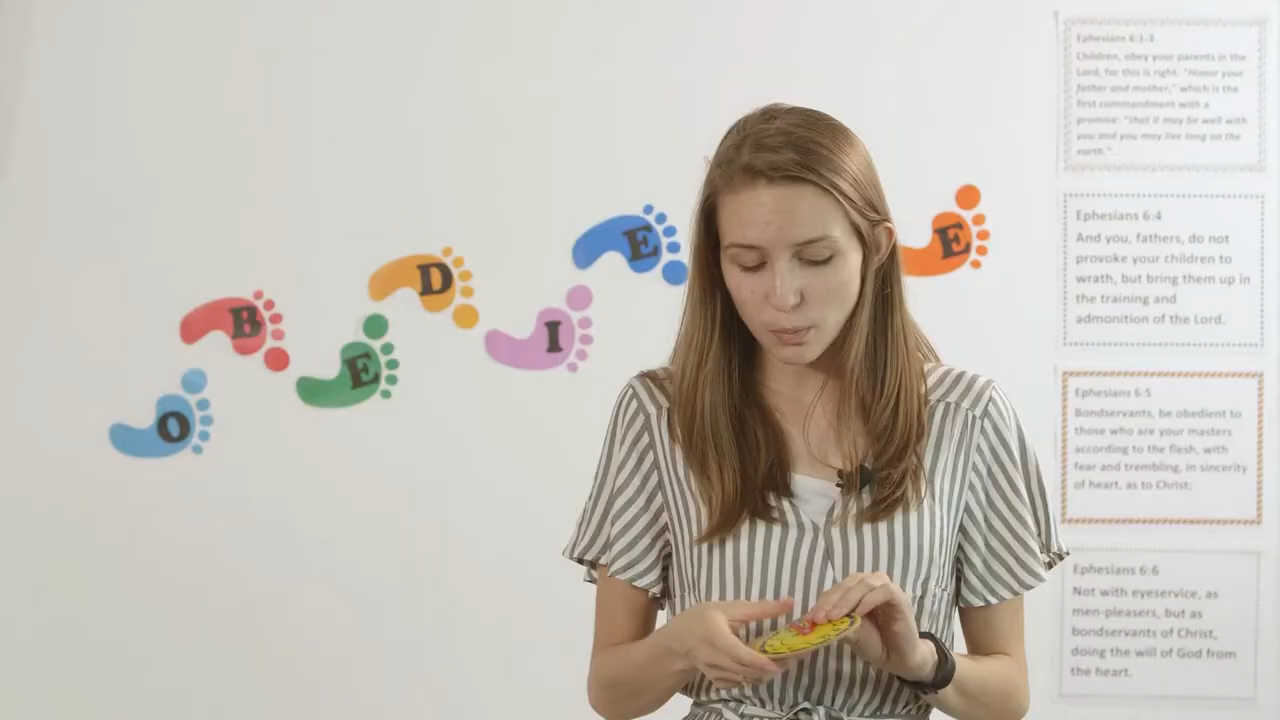 O
B
E
D
I
E
E
Ephesians 6:1-3
Children, obey your parents in the
Lord, for this is right. "Honor your
father and mother," which is the
first commandment with a
promise: "that it may be well with
you and you may live long on the
earth."
Ephesians 6:4
And you, fathers, do not
provoke your children to
wrath, but bring them up in
the training and
admonition of the Lord.
Ephesians 6:5
Bondservants, be obedient to
those who are your masters
according to the flesh, with
fear and trembling, in sincerity
of heart, as to Christ;
Ephesians 6:6
Not with eyeservice, as
men-pleasers, but as
bondservants of Christ,
doing the will of God from
the heart.